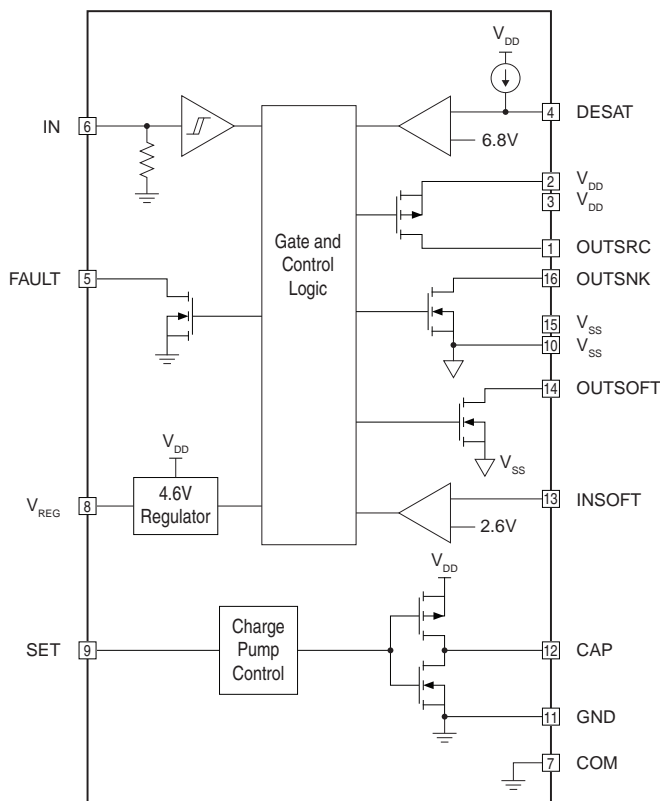 V_DD
IN 6
4 DESAT
6.8V
2 V_DD
3 V_DD
Gate and
Control
Logic
1 OUTSRC
FAULT 5
16 OUTSNK
15 V_SS
10 V_SS
14 OUTSOFT
V_DD
V_SS
V_REG 8
4.6V
Regulator
13 INSOFT
2.6V
V_DD
SET 9
Charge
Pump
Control
12 CAP
11 GND
7 COM